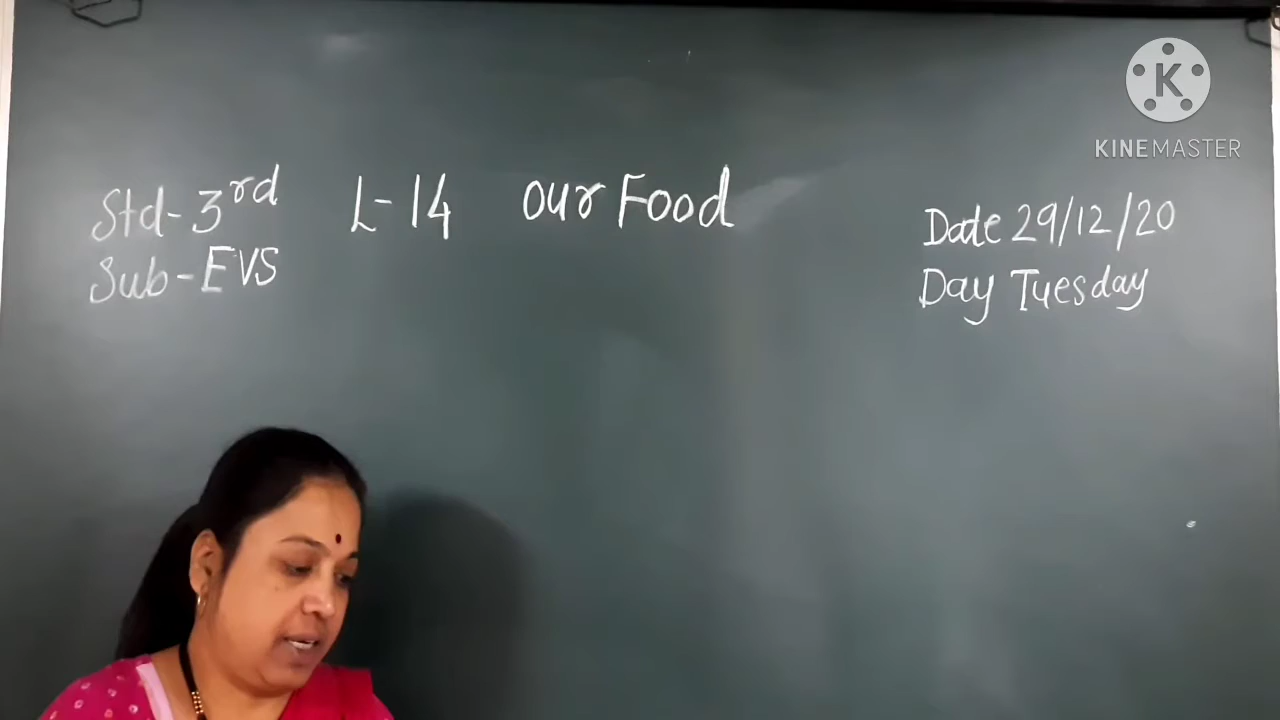 Std-3rd L-14 Our Food
Sub-EVS
Date 29/12/20
Day Tuesday
K
KINEMASTER